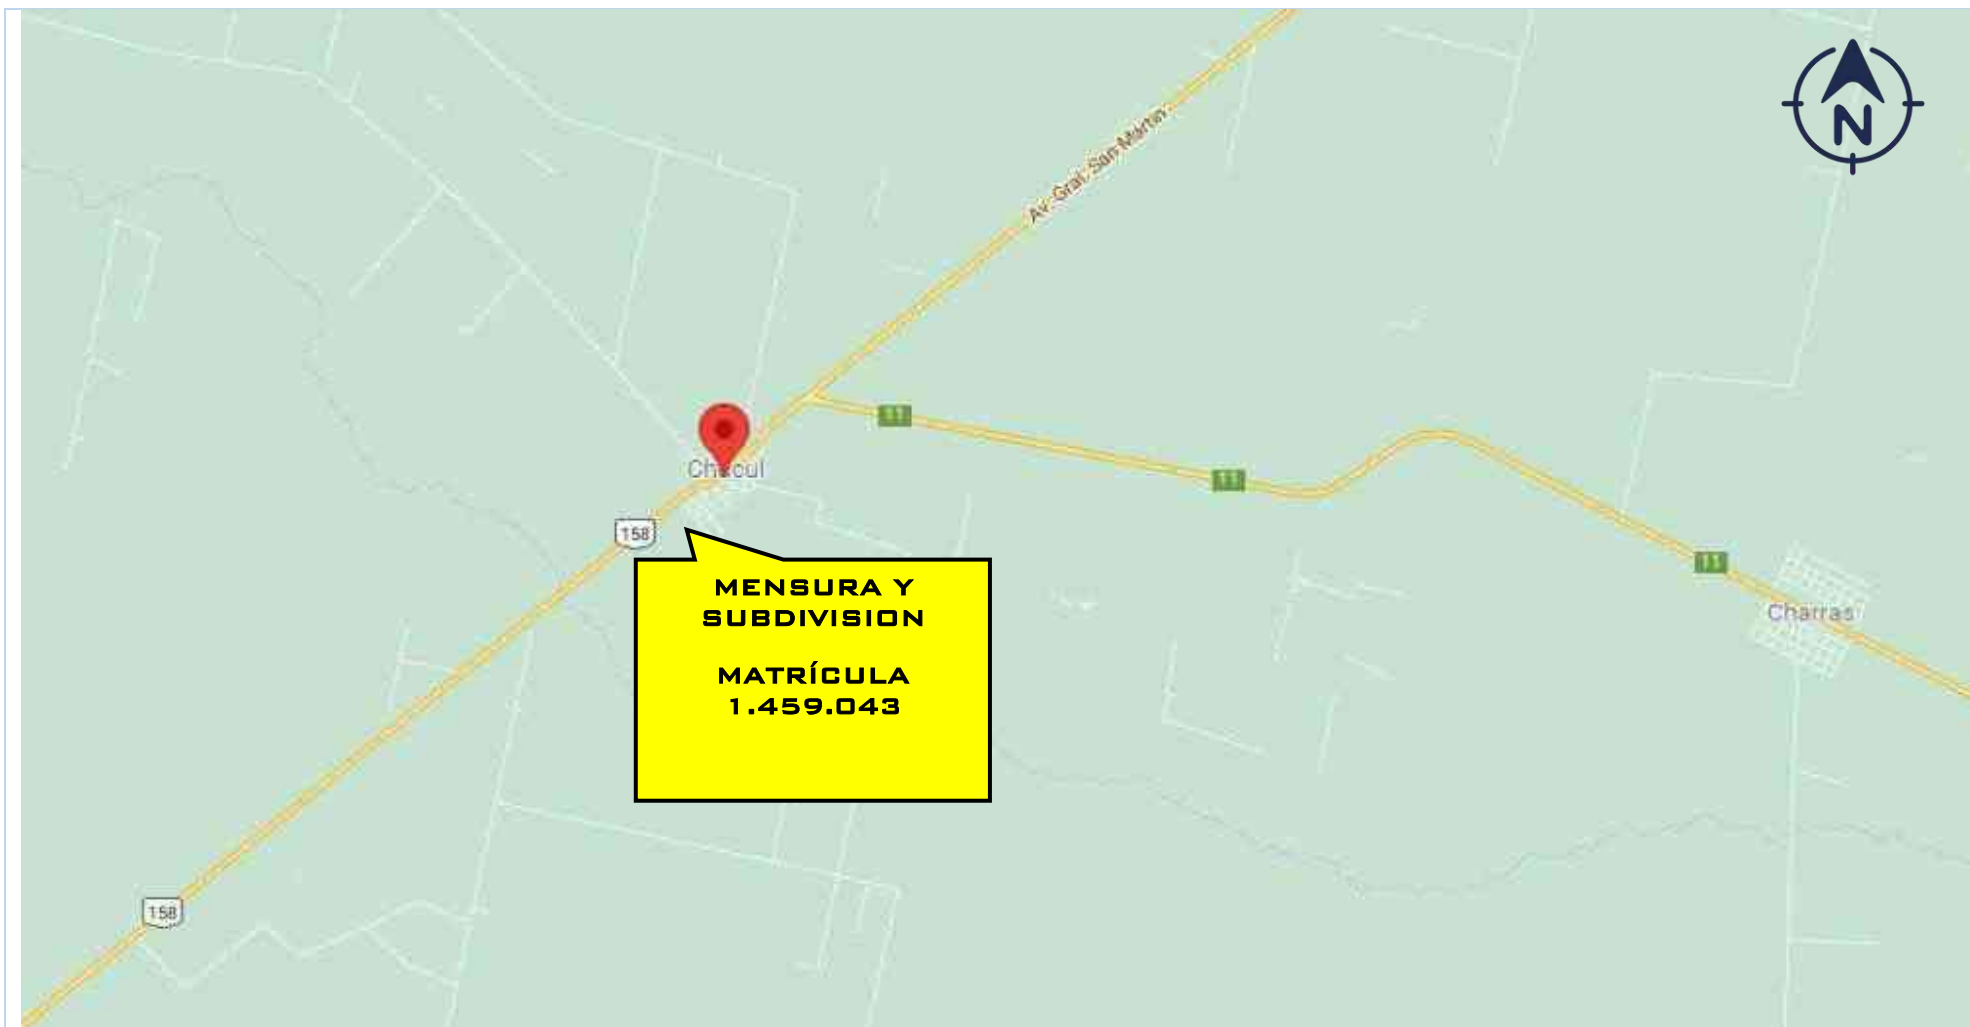 N
Av. Gral. San Martín
11
Chucul
11
158
MENSURA Y
SUBDIVISION
MATRÍCULA
1.459.043
11
Charras
158